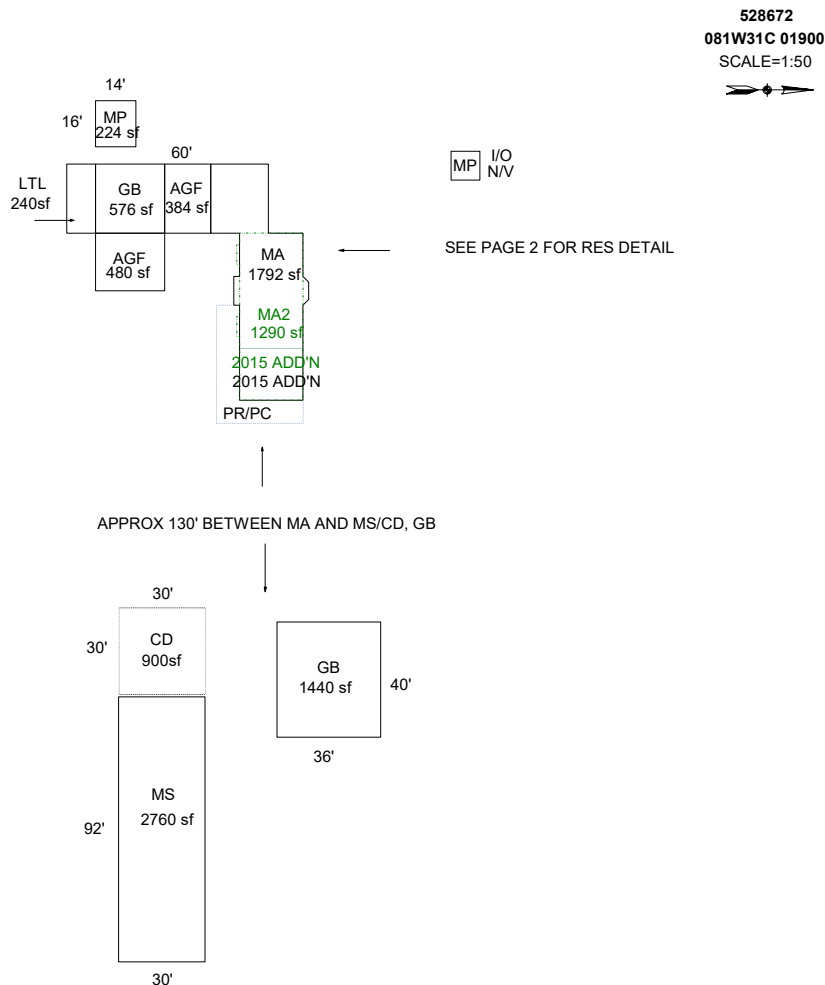 528672
081W31C 01900
SCALE=1:50
14'
16'
MP
224 sf
60'
MP
I/O
N/V
LTL
240sf
GB
576 sf
AGF
384 sf
AGF
480 sf
MA
1792 sf
SEE PAGE 2 FOR RES DETAIL
MA2
1290 sf
2015 ADD'N
2015 ADD'N
PR/PC
APPROX 130' BETWEEN MA AND MS/CD, GB
30'
30'
CD
900sf
GB
1440 sf
40'
36'
MS
2760 sf
92'
30'